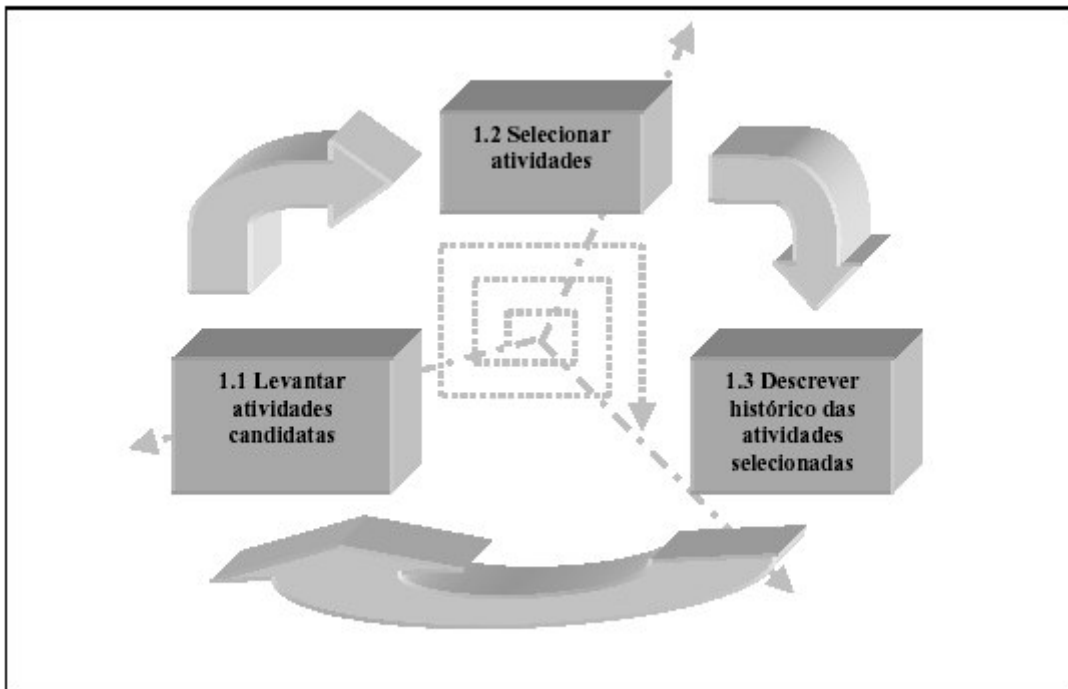 1.2 Selecionar
atividades
1.1 Levantar
atividades
candidatas
1.3 Descrever
histórico das
atividades
selecionadas